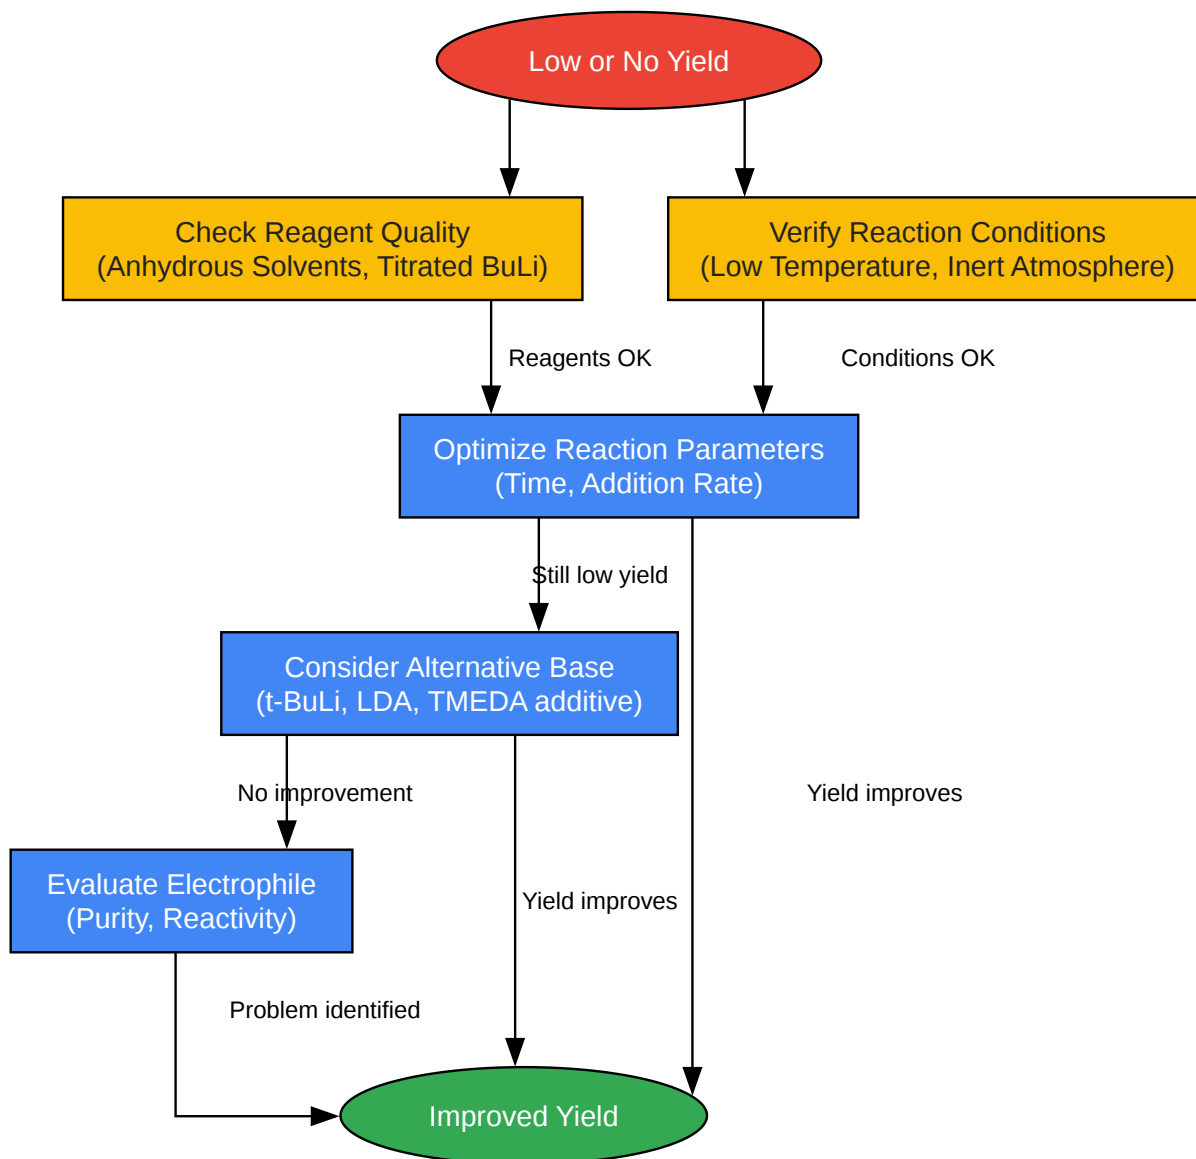 Low or No Yield
Check Reagent Quality
(Anhydrous Solvents, Titrated BuLi)
Verify Reaction Conditions
(Low Temperature, Inert Atmosphere)
Reagents OK
Conditions OK
Optimize Reaction Parameters
(Time, Addition Rate)
Still low yield
Consider Alternative Base
(t-BuLi, LDA, TMEDA additive)
No improvement
Yield improves
Evaluate Electrophile
(Purity, Reactivity)
Yield improves
Problem identified
Improved Yield